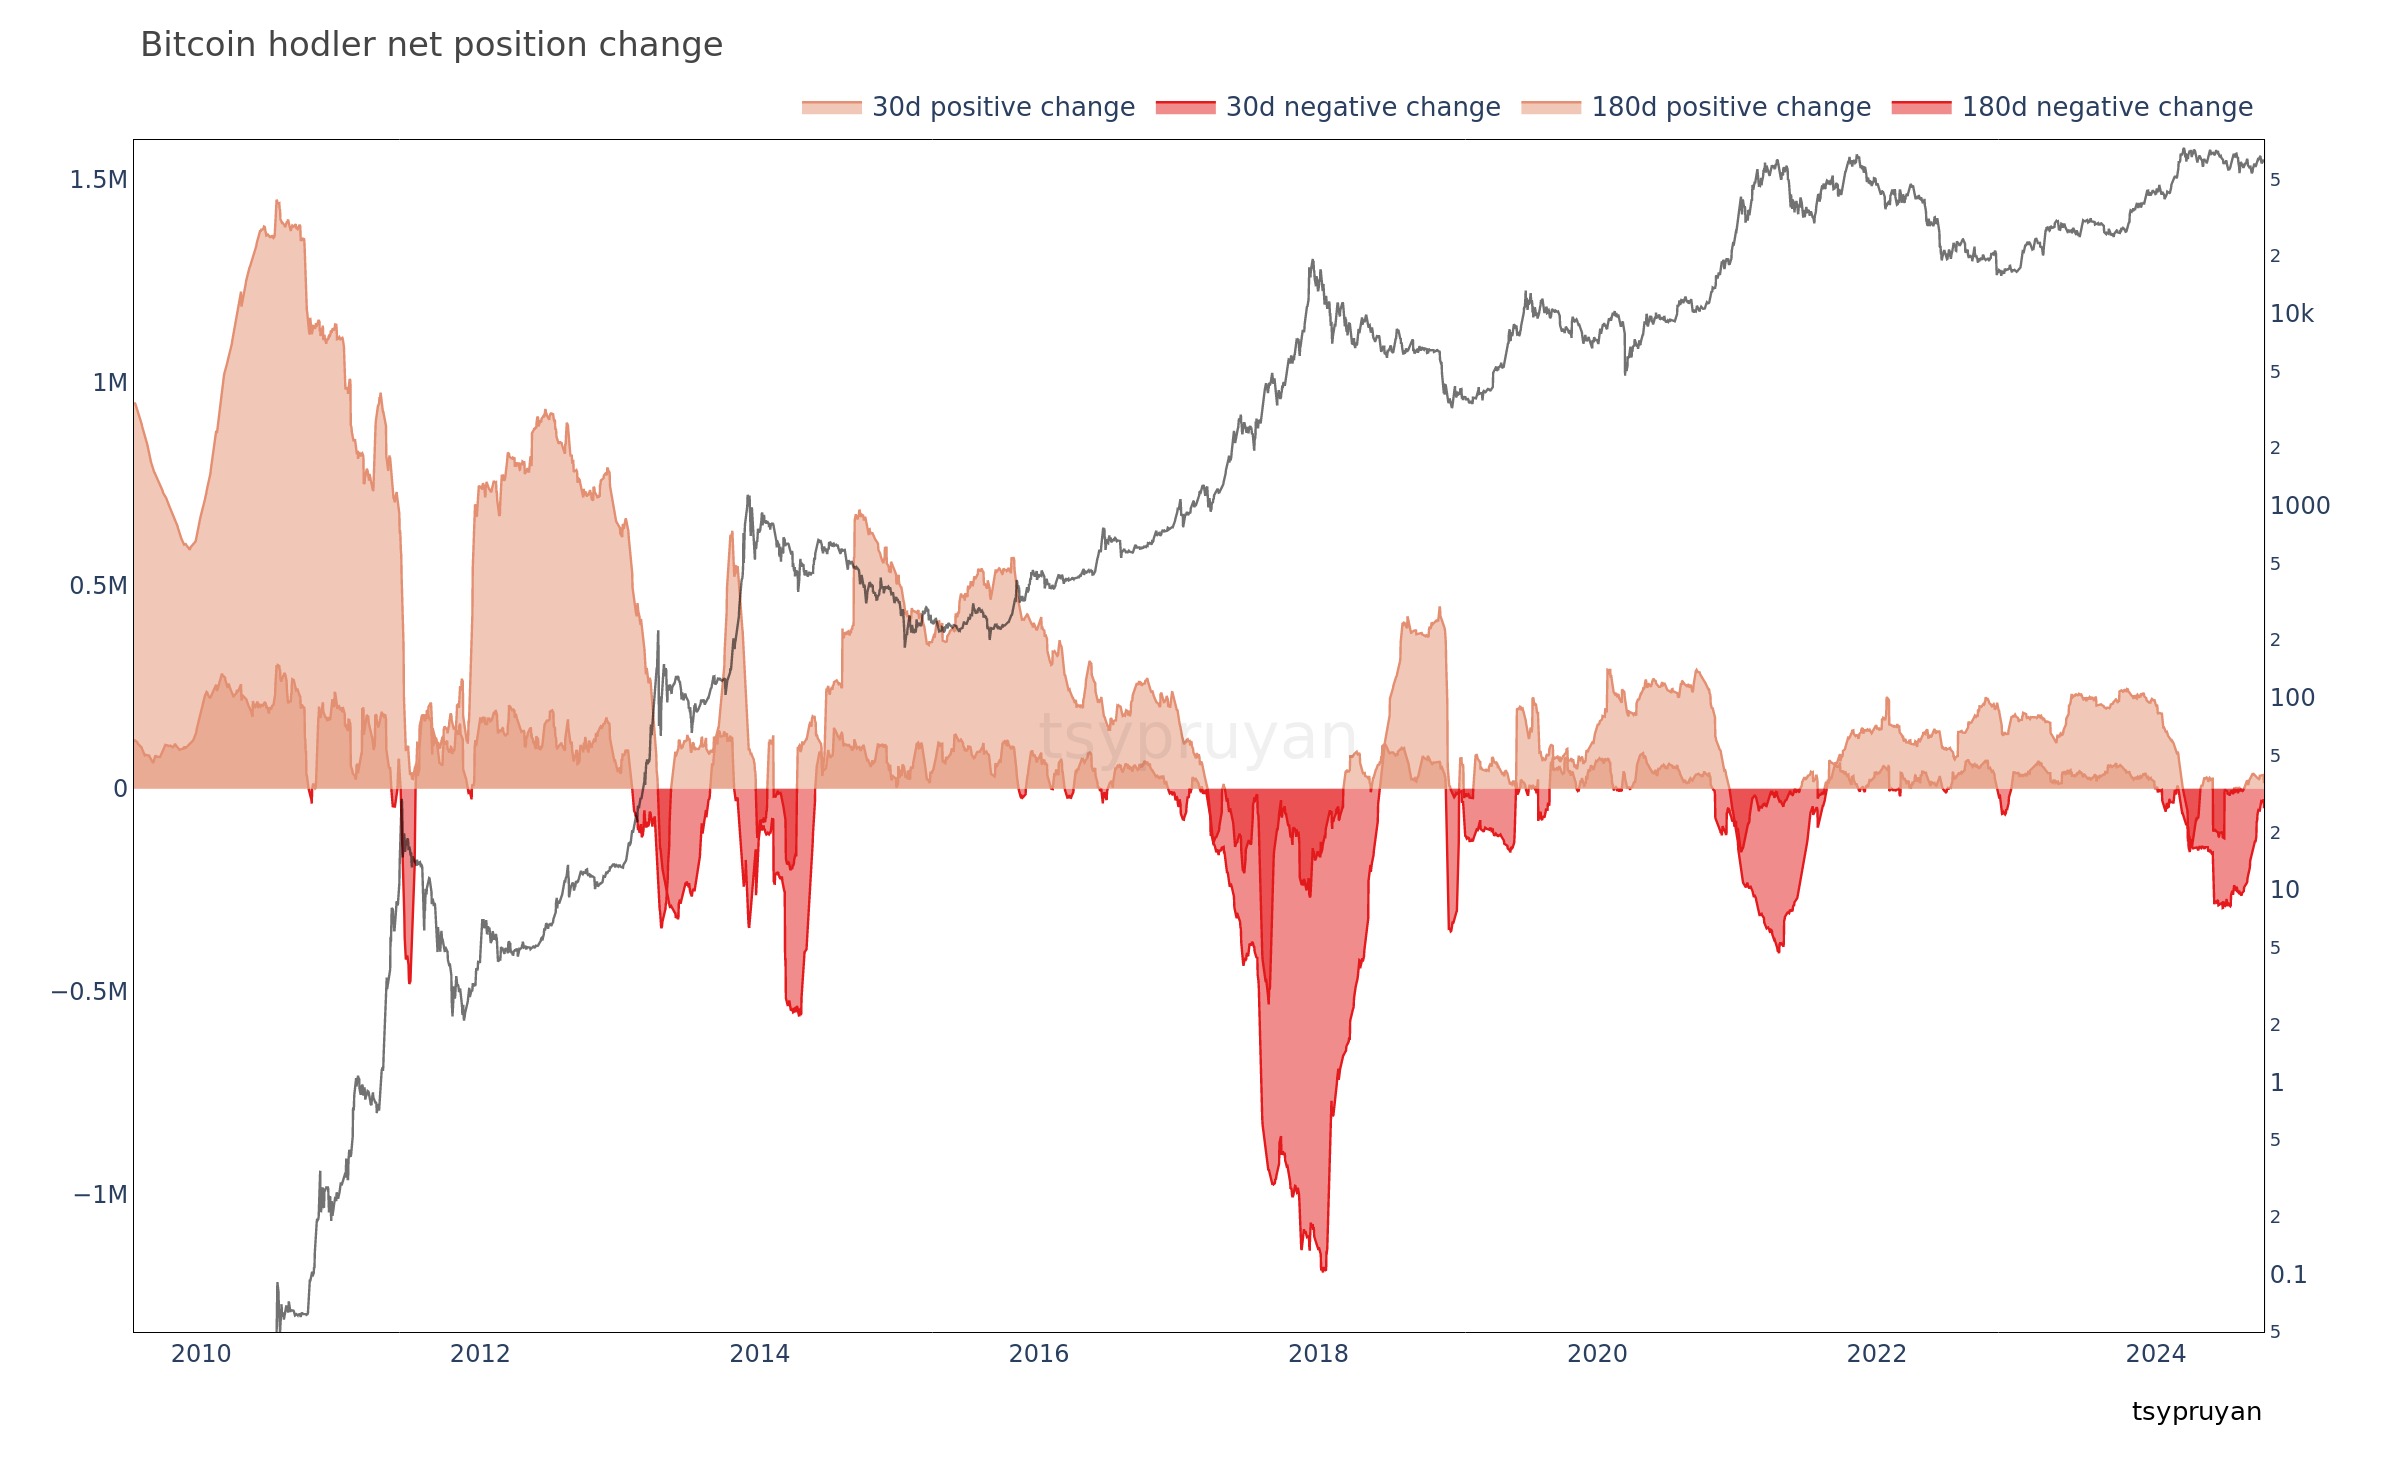 Bitcoin hodler net position change
30d positive change 30d negative change 180d positive change 180d negative change
1.5M
1M
0.5M
0
−0.5M
−1M
5
2
10k
5
2
1000
5
2
100
5
2
10
5
2
1
5
2
0.1
5
tsypruyan
2010 2012 2014 2016 2018 2020 2022 2024
tsypruyan